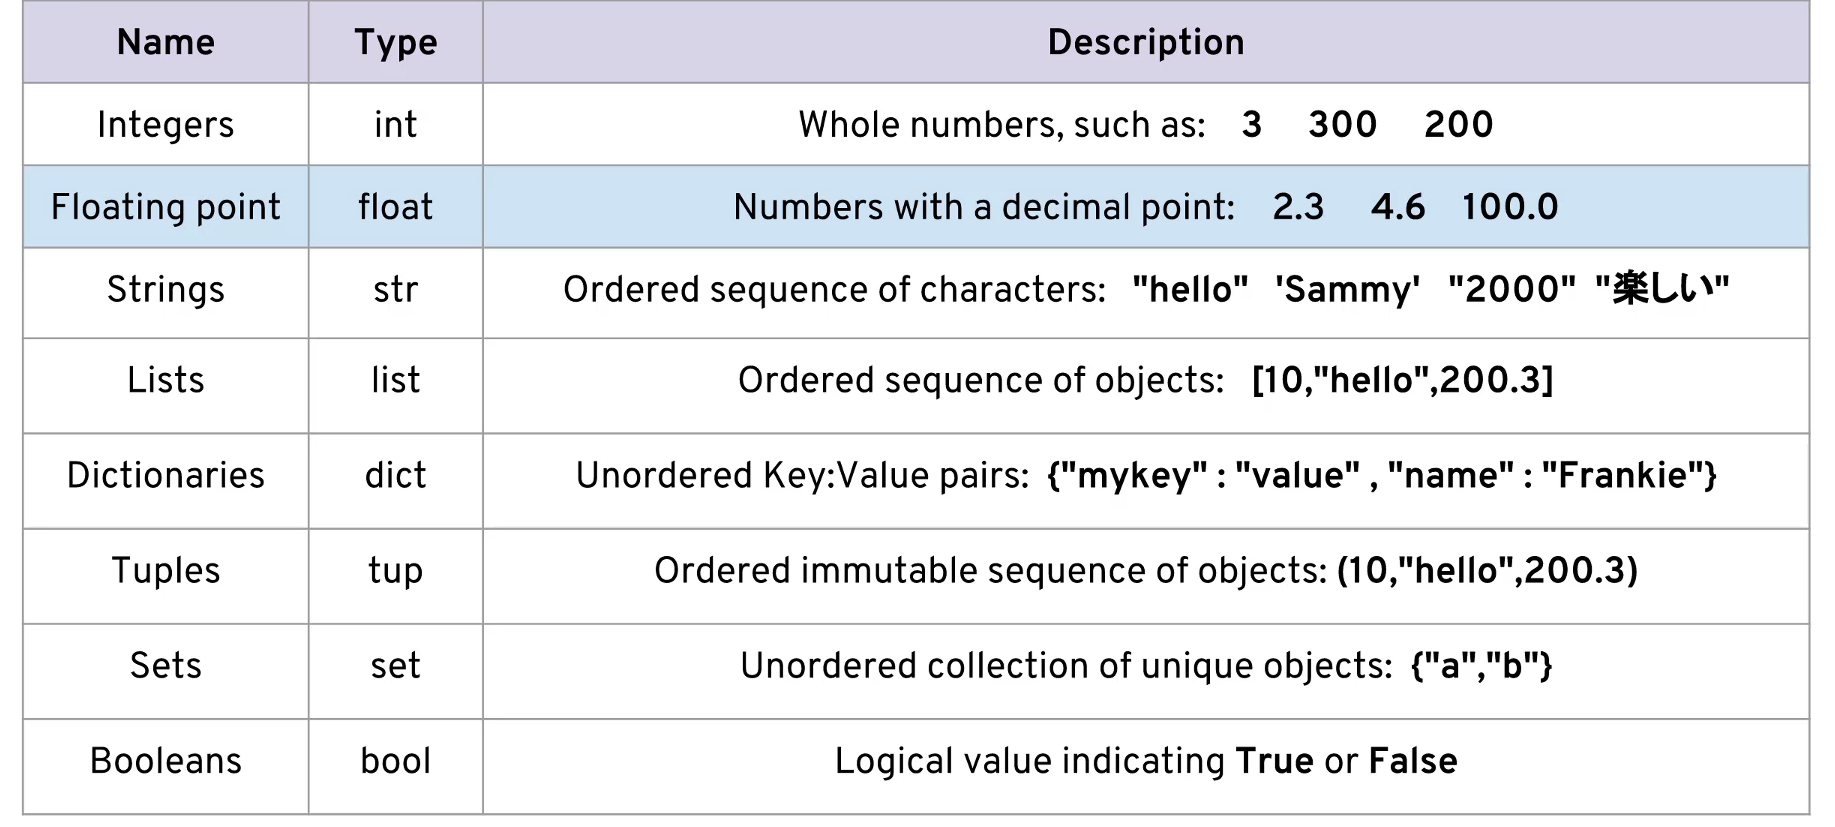 Name Type Description
Integers int Whole numbers, such as: 3 300 200
Floating point float Numbers with a decimal point: 2.3 4.6 100.0
Strings str Ordered sequence of characters: "hello" 'Sammy' "2000" "楽しい"
Lists list Ordered sequence of objects: [10,"hello",200.3]
Dictionaries dict Unordered Key:Value pairs: {"mykey" : "value" , "name" : "Frankie"}
Tuples tup Ordered immutable sequence of objects: (10,"hello",200.3)
Sets set Unordered collection of unique objects: {"a","b"}
Booleans bool Logical value indicating True or False